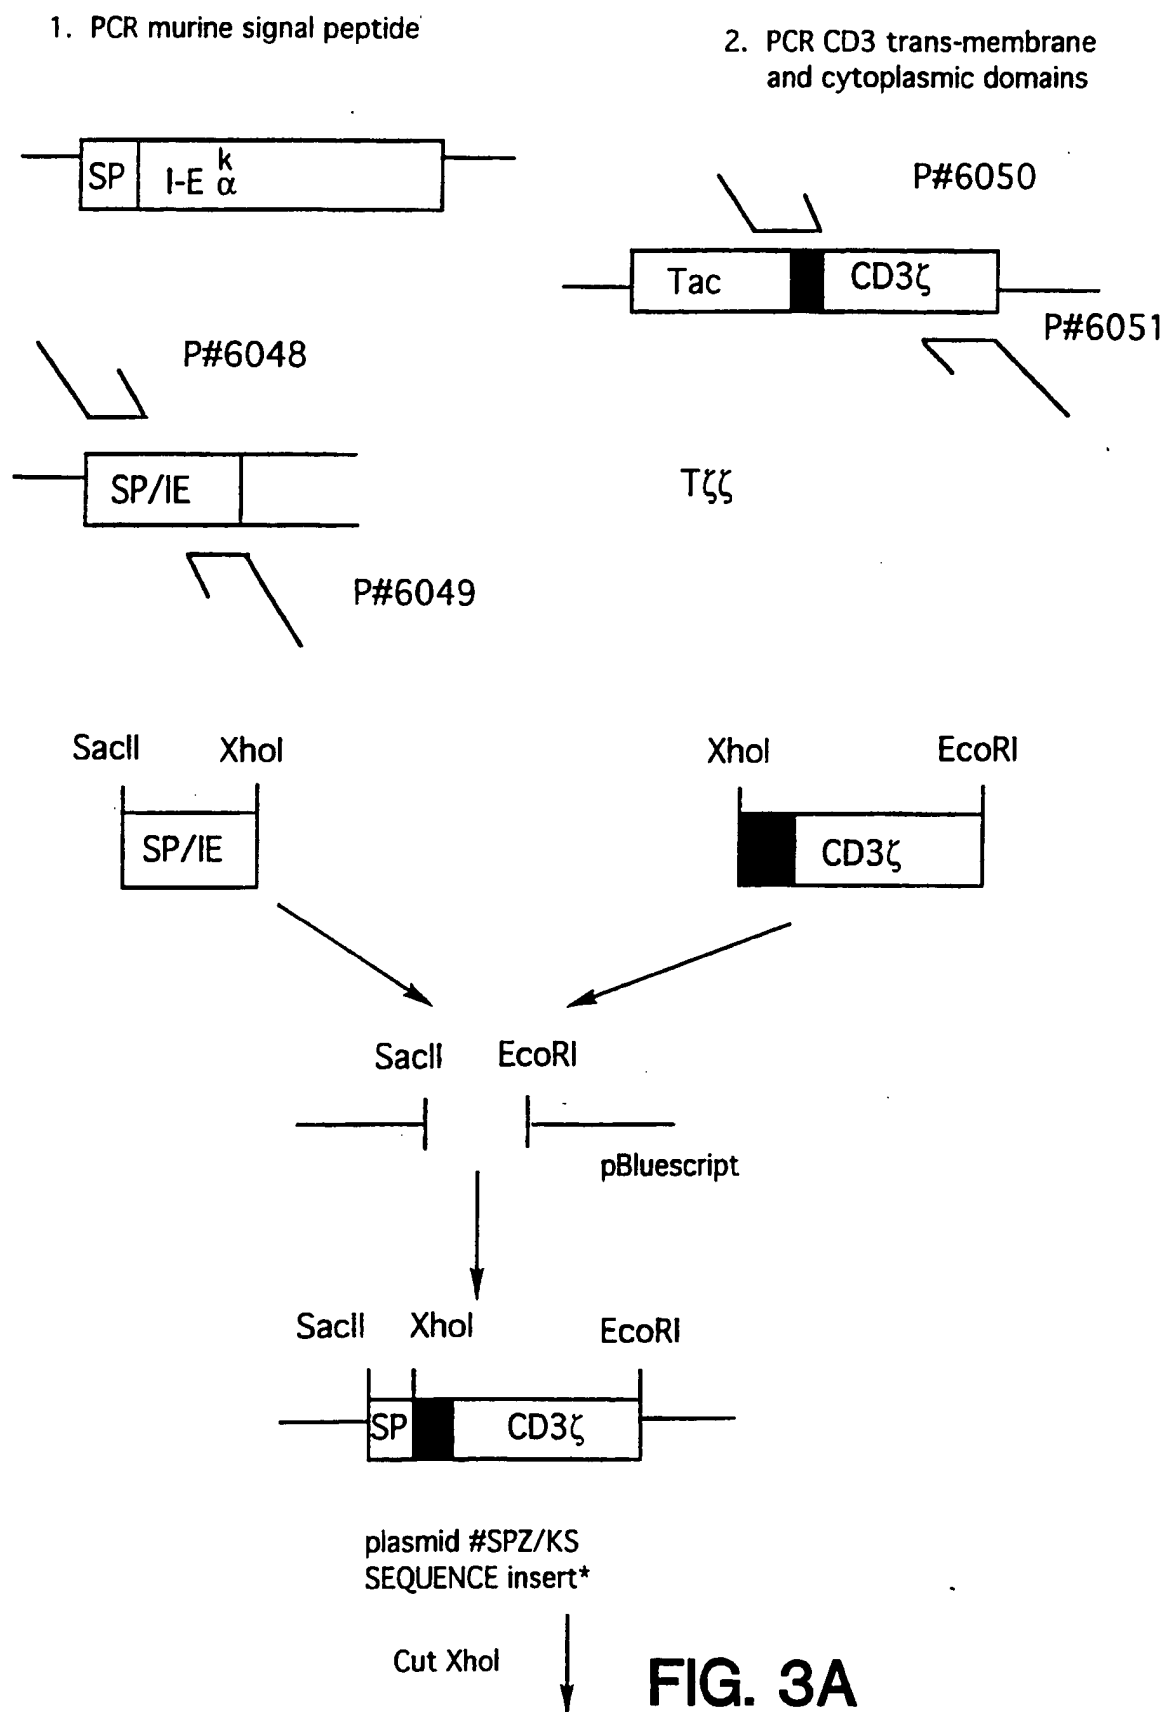 1. PCR murine signal peptide
2. PCR CD3 trans-membrane
and cytoplasmic domains
SP
I-E k α
P#6050
Tac
CD3ζ
P#6051
P#6048
SP/IE
Tζζ
P#6049
SacII XhoI
XhoI EcoRI
SP/IE
CD3ζ
SacII EcoRI
pBluescript
SacII XhoI EcoRI
SP
CD3ζ
plasmid #SPZ/KS
SEQUENCE insert*
Cut XhoI
FIG. 3A